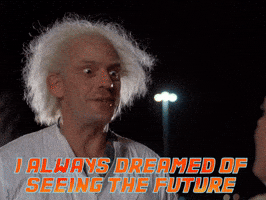 I ALWAYS DREAMED OF
SEEING THE FUTURE